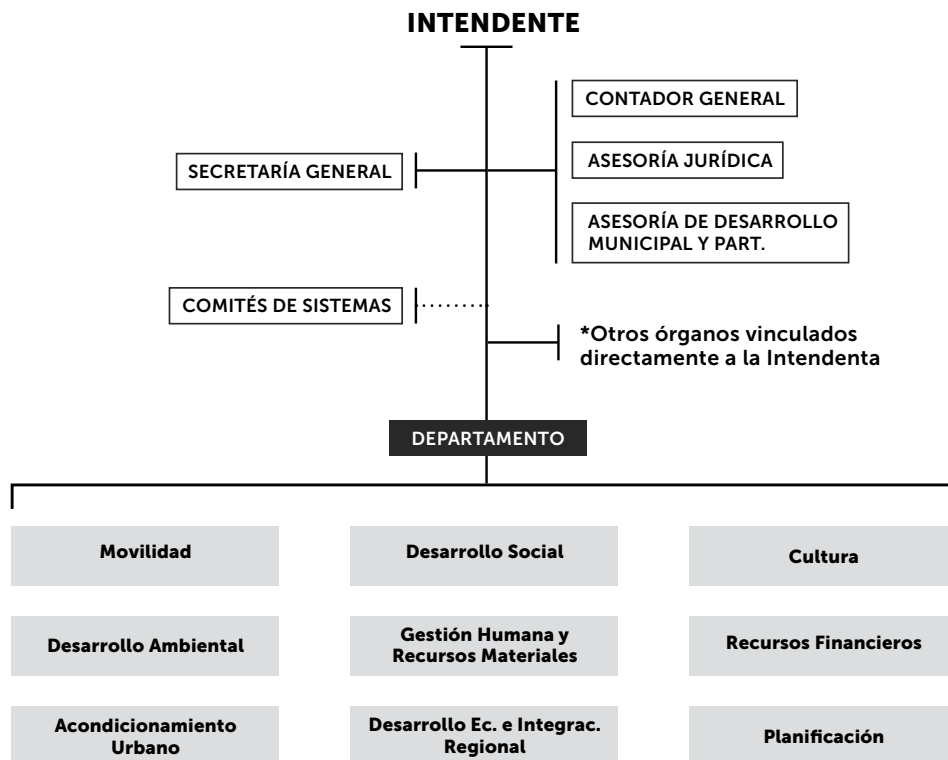 INTENDENTE
CONTADOR GENERAL
SECRETARÍA GENERAL
ASESORÍA JURÍDICA
ASESORÍA DE DESARROLLO
MUNICIPAL Y PART.
COMITÉS DE SISTEMAS
*Otros órganos vinculados
directamente a la Intendenta
DEPARTAMENTO
Movilidad
Desarrollo Social
Cultura
Desarrollo Ambiental
Gestión Humana y
Recursos Materiales
Recursos Financieros
Acondicionamiento
Urbano
Desarrollo Ec. e Integrac.
Regional
Planificación